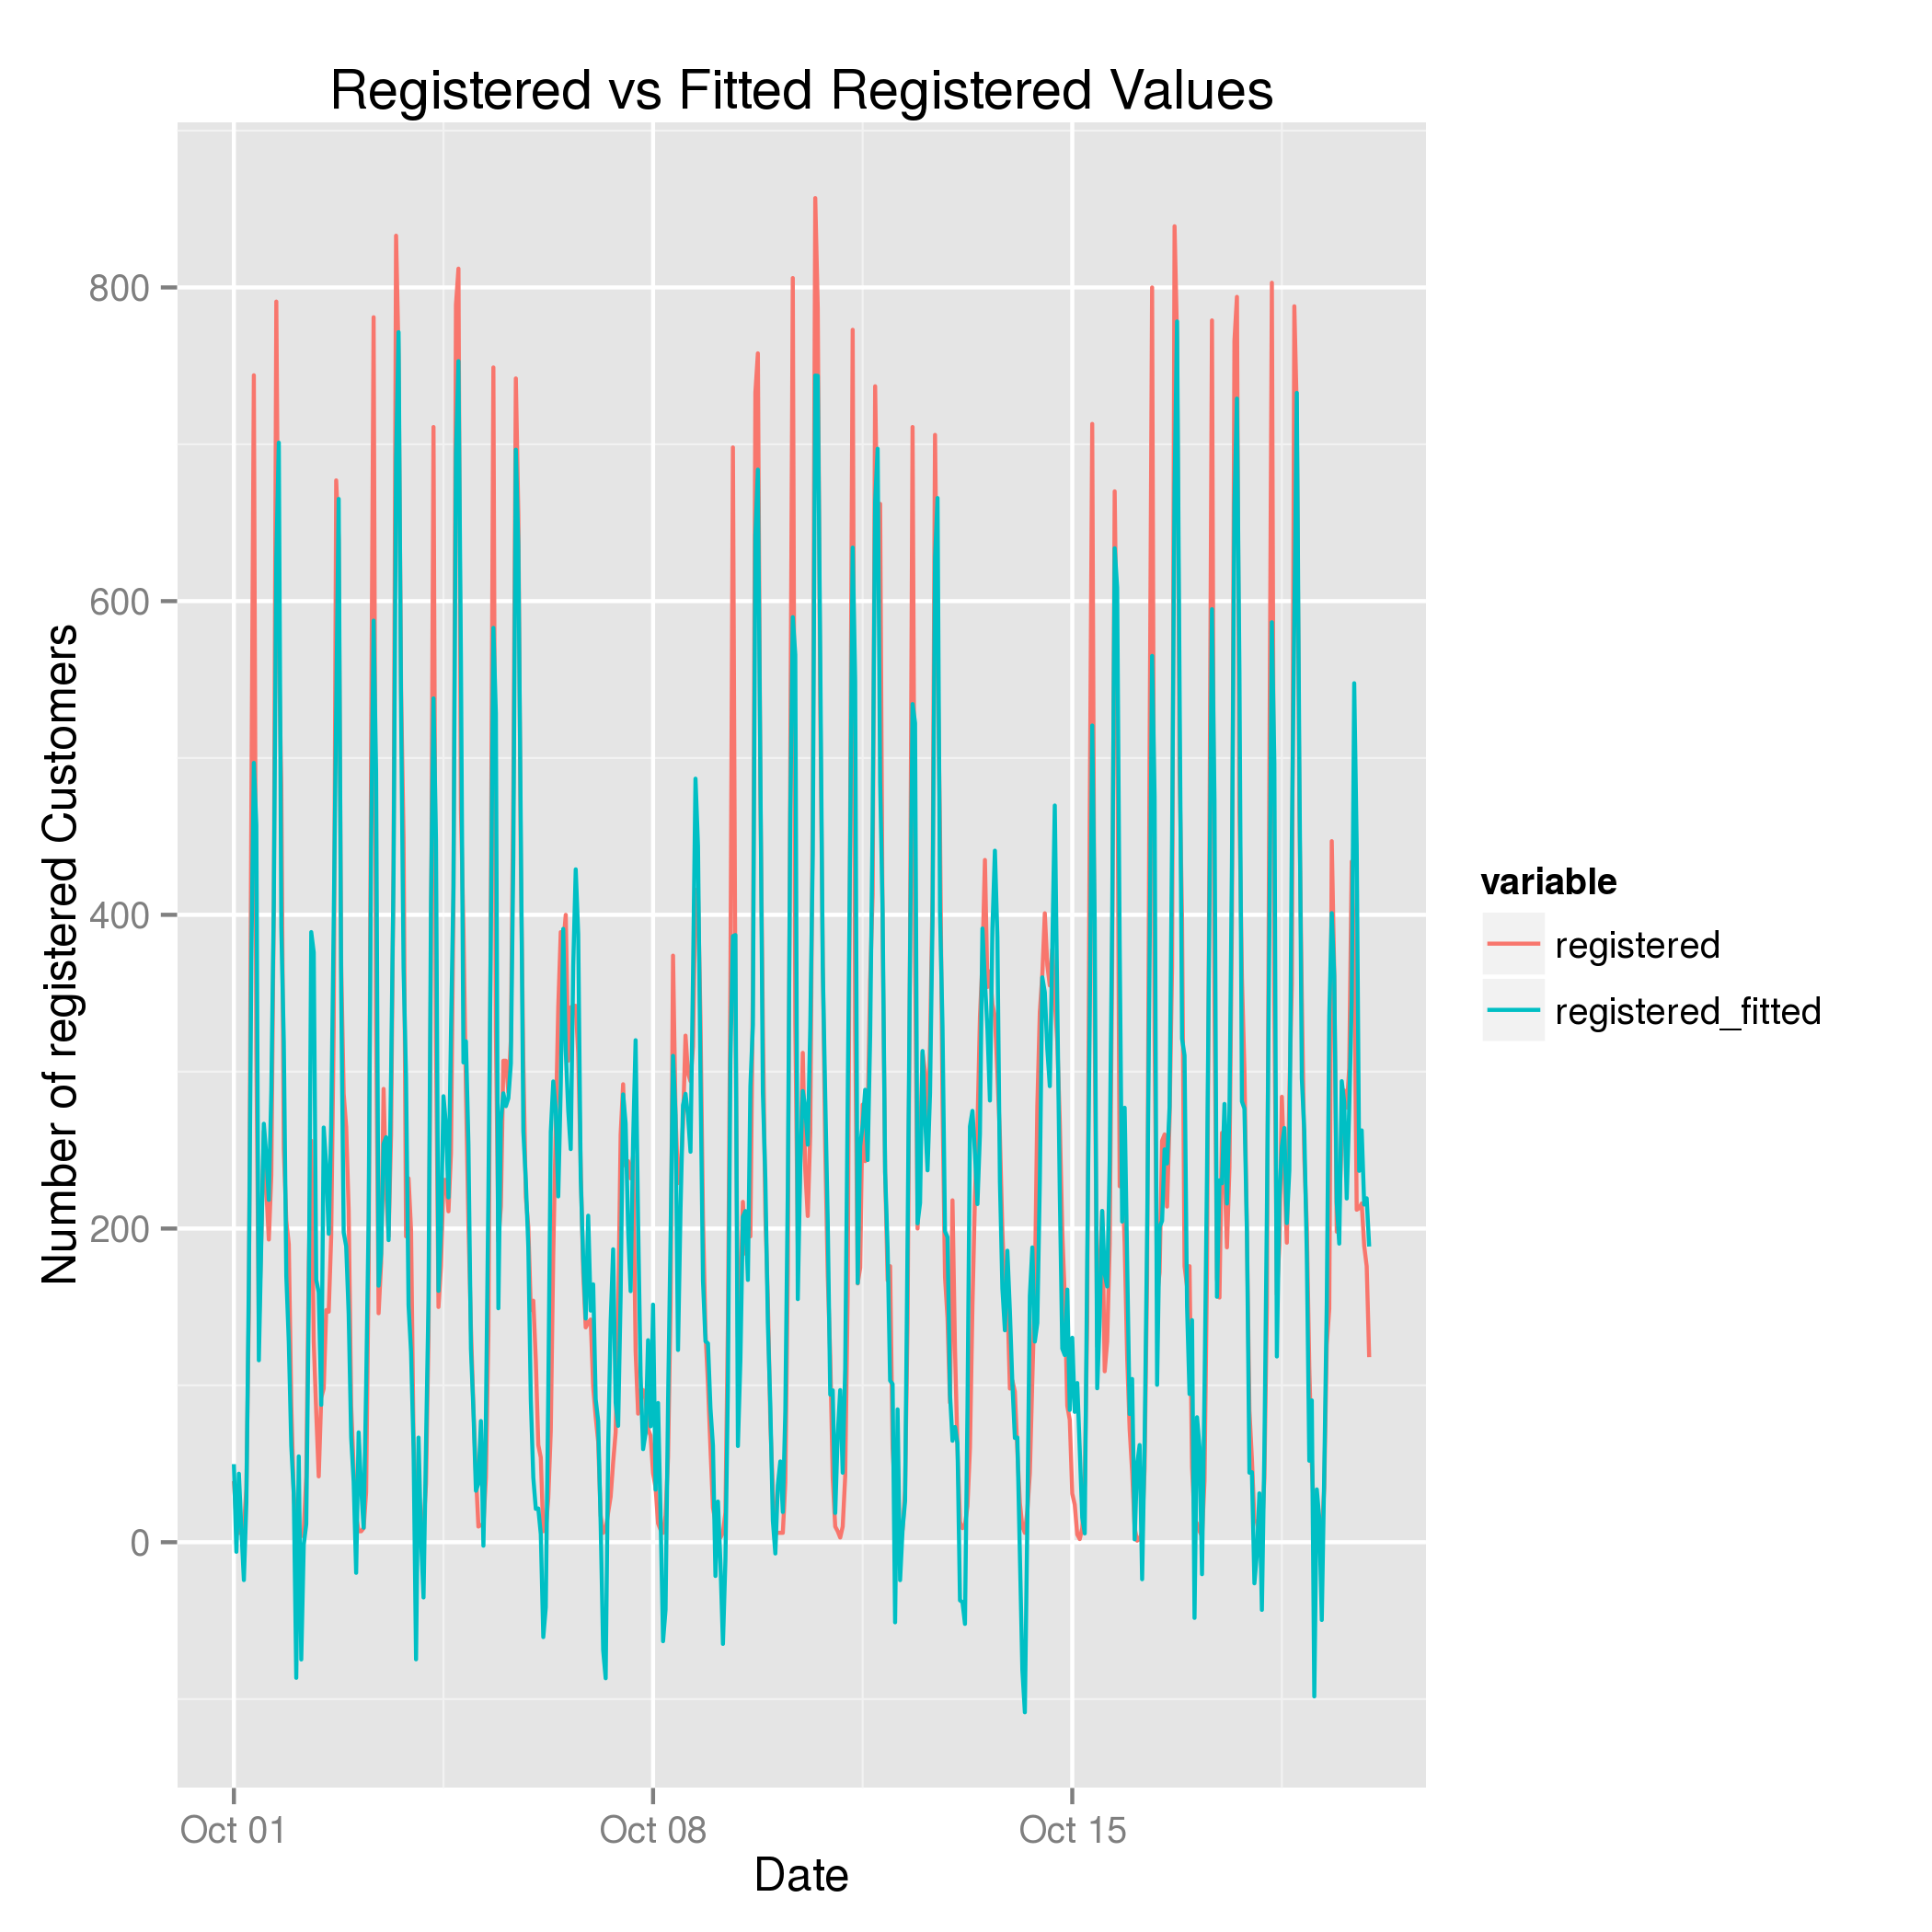 Registered vs Fitted Registered Values
800
600
400
200
0
Number of registered Customers
Oct 01
Oct 08
Oct 15
Date
variable
registered
registered_fitted